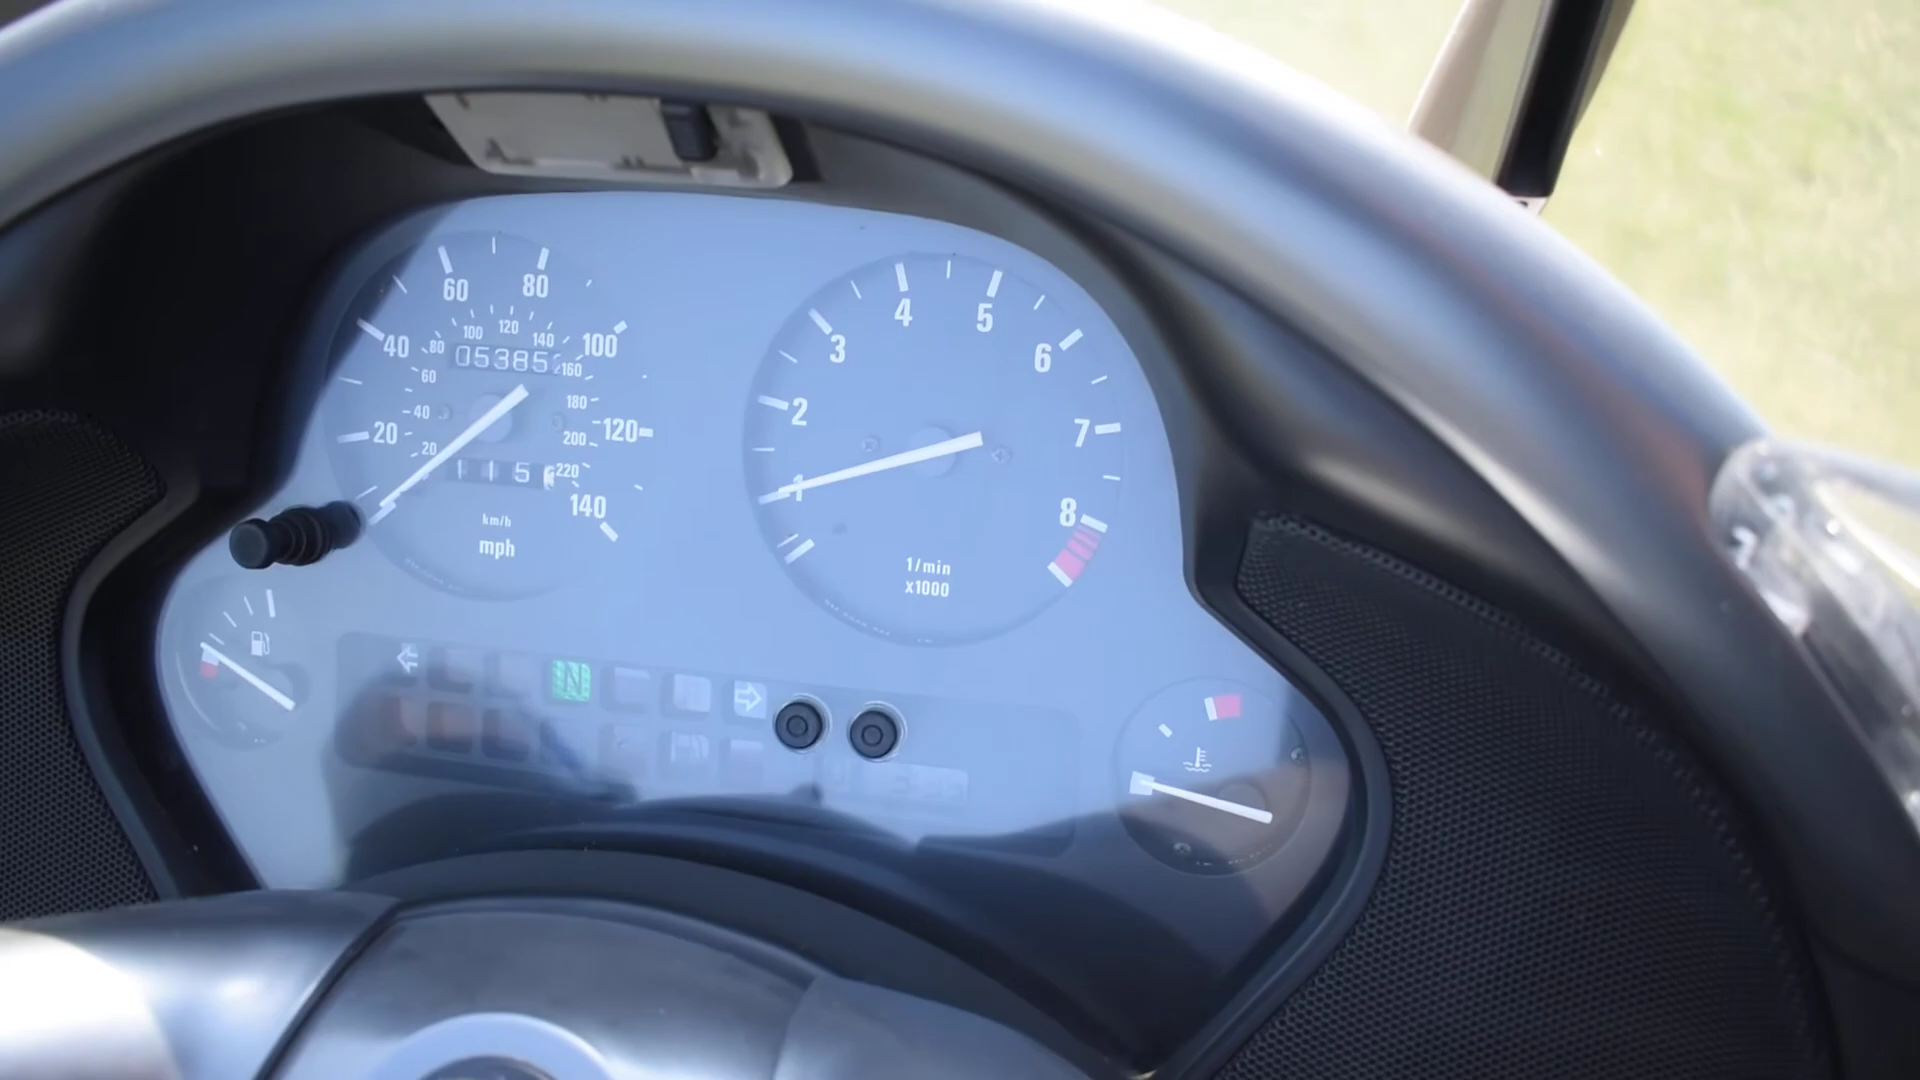 60 80
40 100
20 120
140
80 100 120 140 160
60 180
40 200
20 220
05385
115
km/h
mph
1 2 3 4 5 6 7 8
1/min
x1000
N